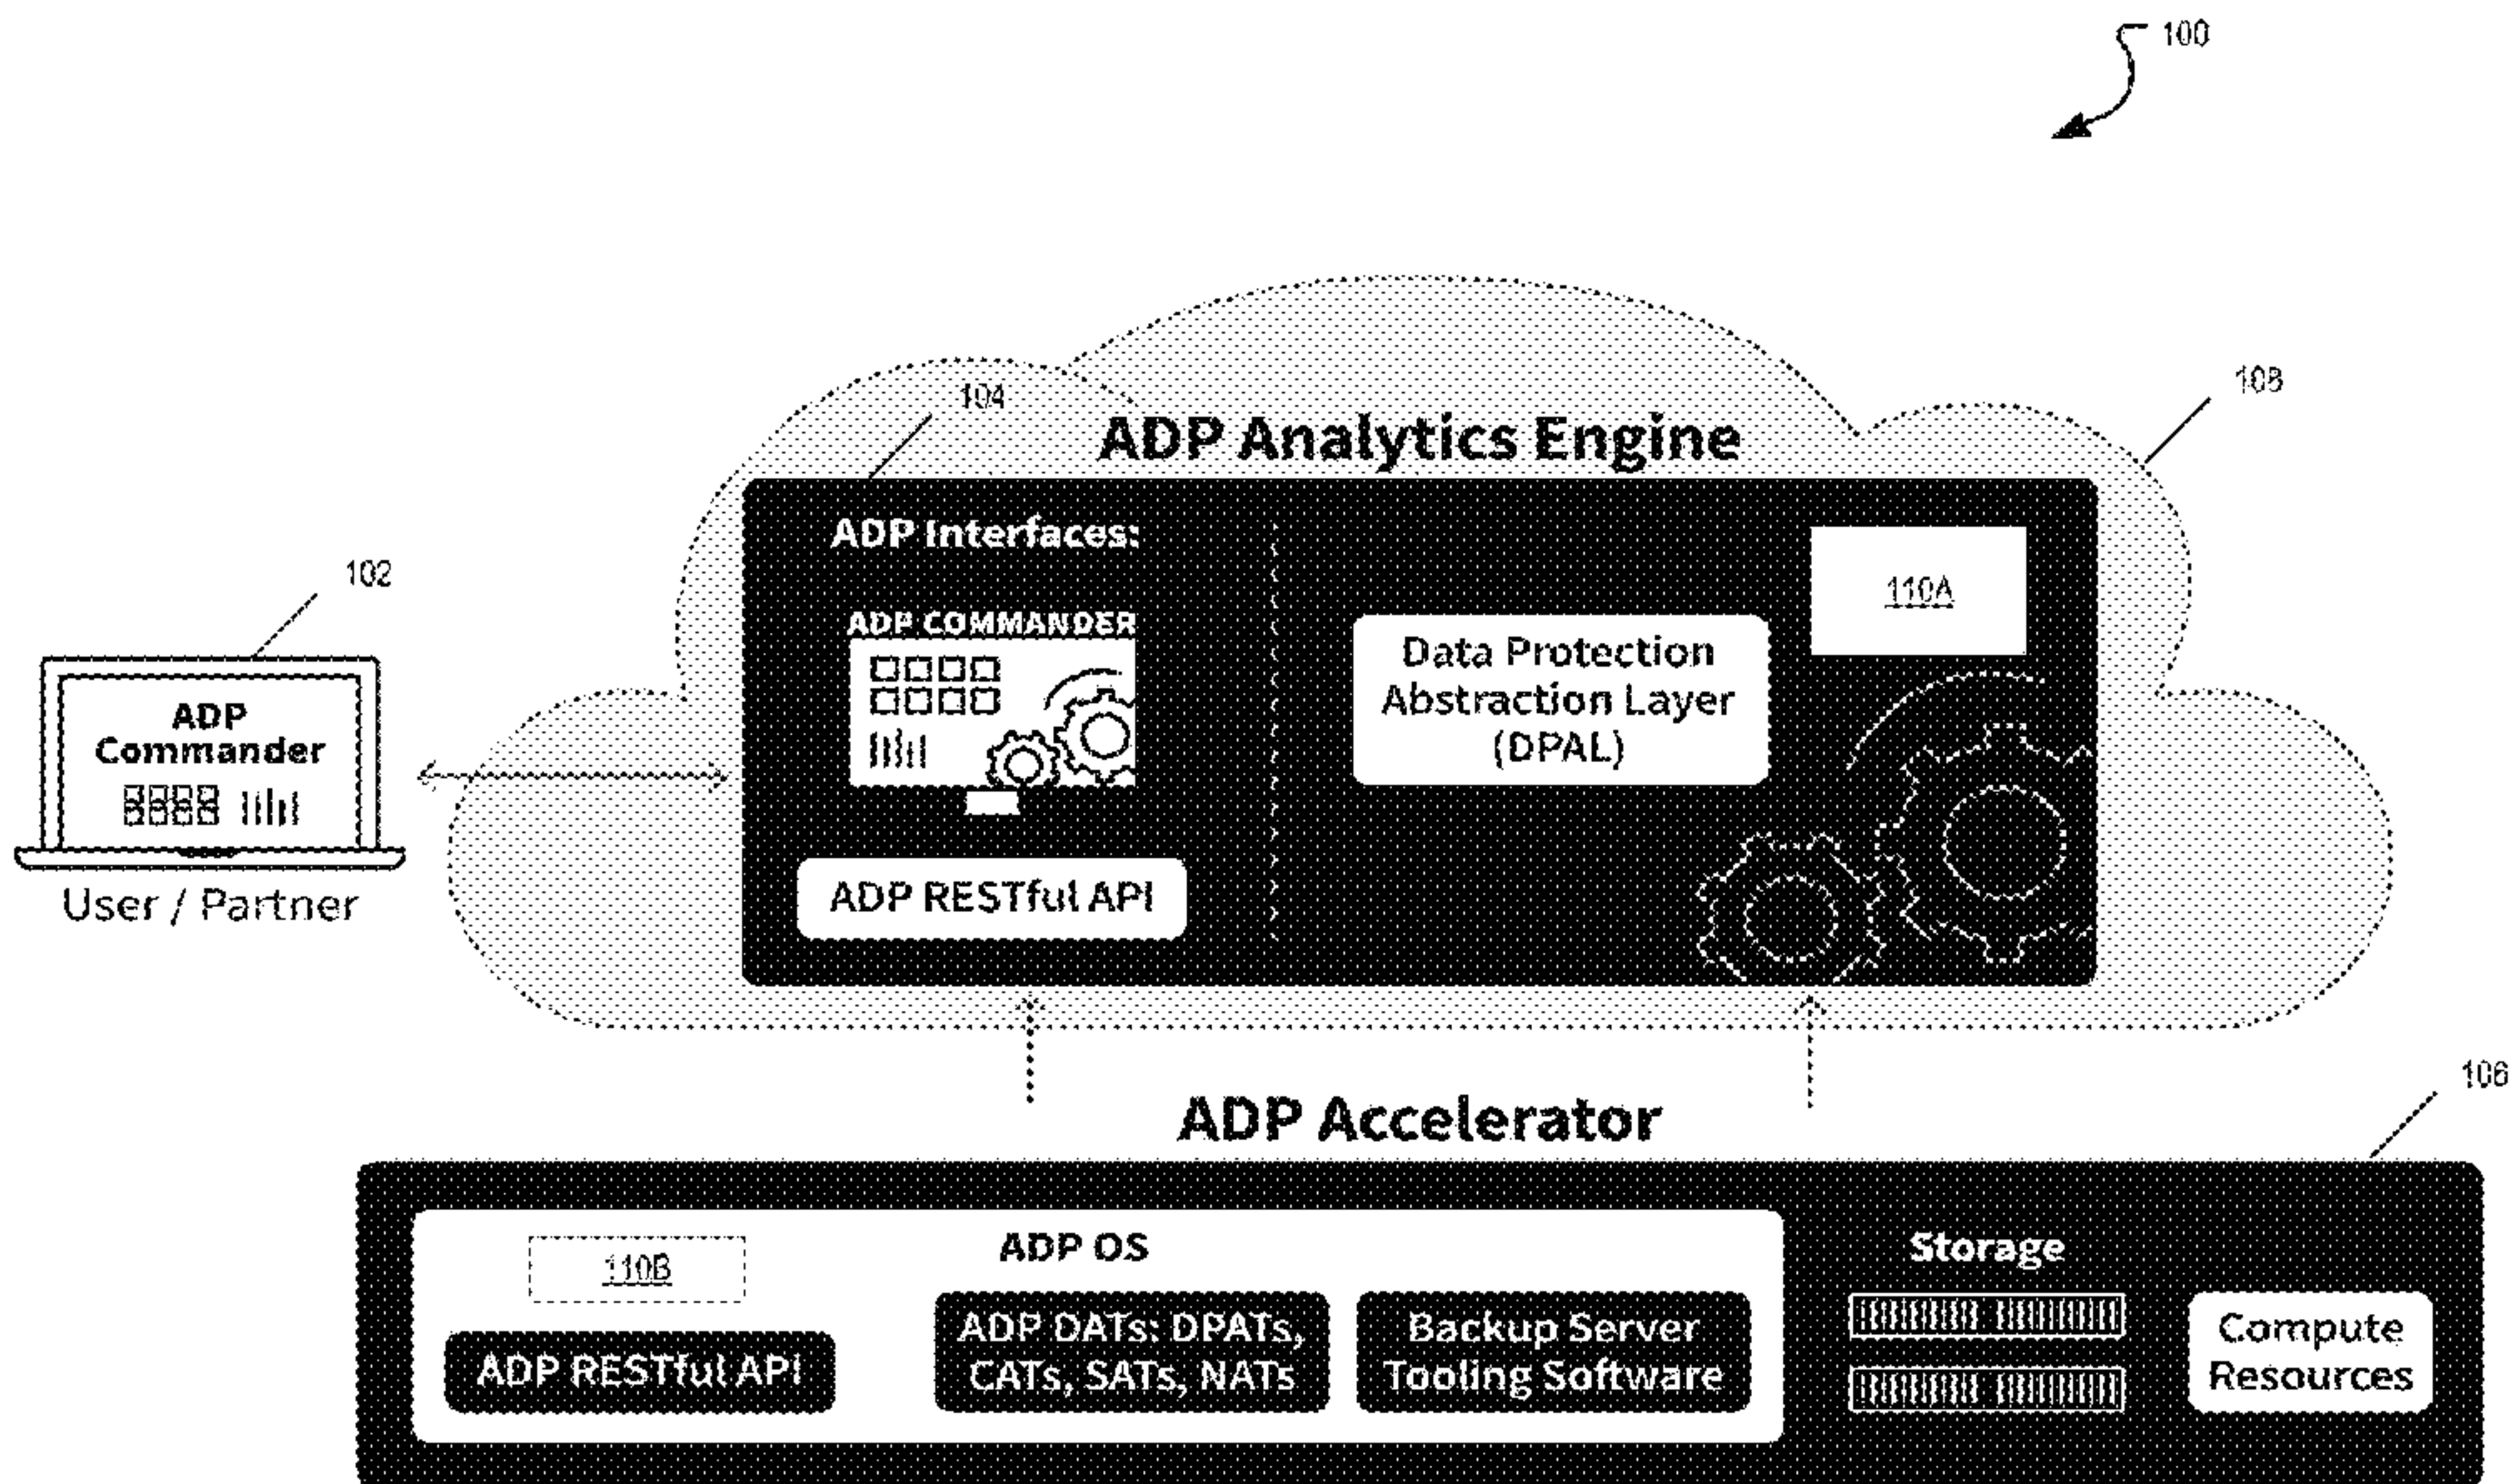 100
108
104
ADP Analytics Engine
ADP Interfaces:
102
110A
ADP COMMANDER
Data Protection
Abstraction Layer
(DPAL)
ADP
Commander
User / Partner
ADP RESTful API
106
ADP Accelerator
ADP OS
Storage
110B
ADP DATs: DPATs,
CATs, SATs, NATs
Backup Server
Tooling Software
Compute
Resources
ADP RESTful API